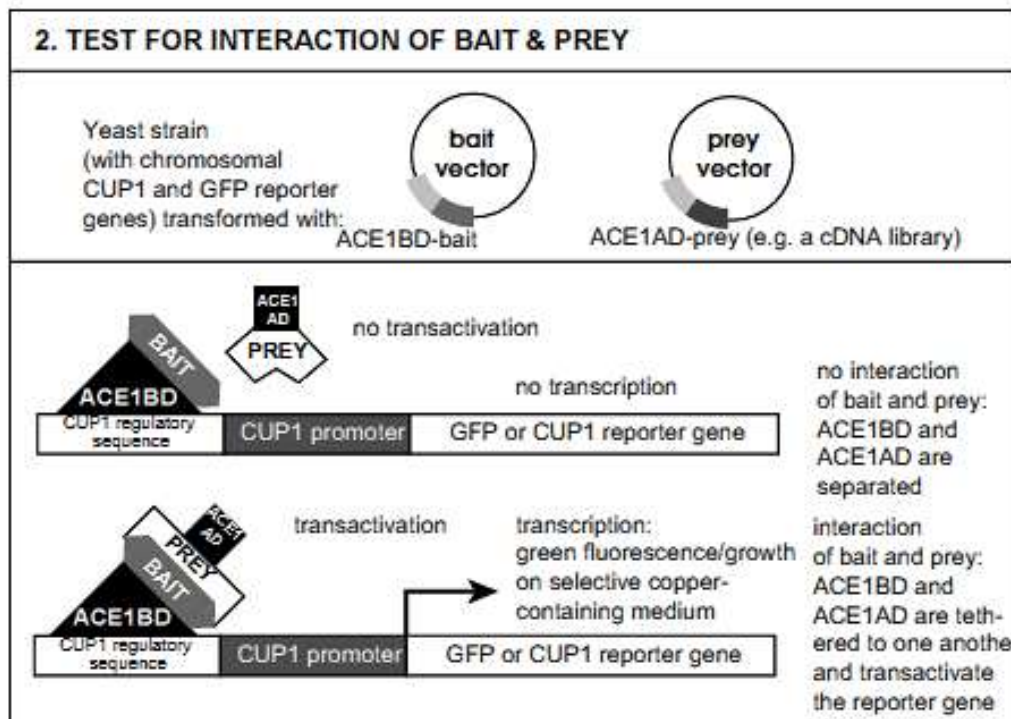 2. TEST FOR INTERACTION OF BAIT & PREY
Yeast strain
(with chromosomal
CUP1 and GFP reporter
genes) transformed with:
bait
vector
ACE1BD-bait
prey
vector
ACE1AD-prey (e.g. a cDNA library)
BAIT
ACE1BD
ACE1
AD
PREY
no transactivation
no transcription
CUP1 regulatory
sequence
CUP1 promoter
GFP or CUP1 reporter gene
no interaction
of bait and prey:
ACE1BD and
ACE1AD are
separated
ACE1
AD
PREY
BAIT
ACE1BD
transactivation
transcription:
green fluorescence/growth
on selective copper-
containing medium
CUP1 regulatory
sequence
CUP1 promoter
GFP or CUP1 reporter gene
interaction
of bait and prey:
ACE1BD and
ACE1AD are teth-
ered to one anothe
and transactivate
the reporter gene